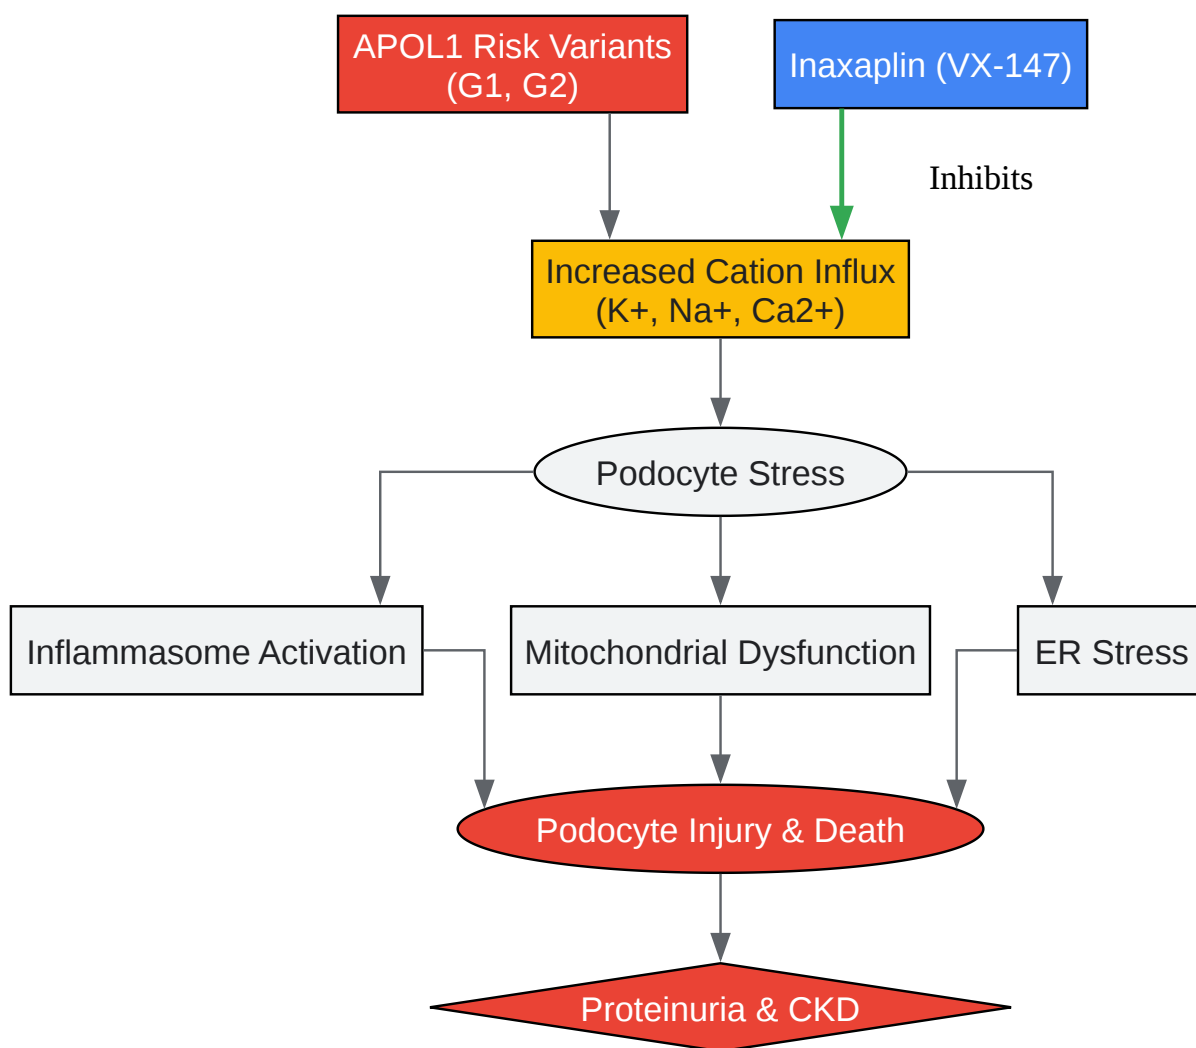 APOL1 Risk Variants
(G1, G2)
Inaxaplin (VX-147)
Inhibits
Increased Cation Influx
(K+, Na+, Ca2+)
Podocyte Stress
Inflammasome Activation
Mitochondrial Dysfunction
ER Stress
Podocyte Injury & Death
Proteinuria & CKD